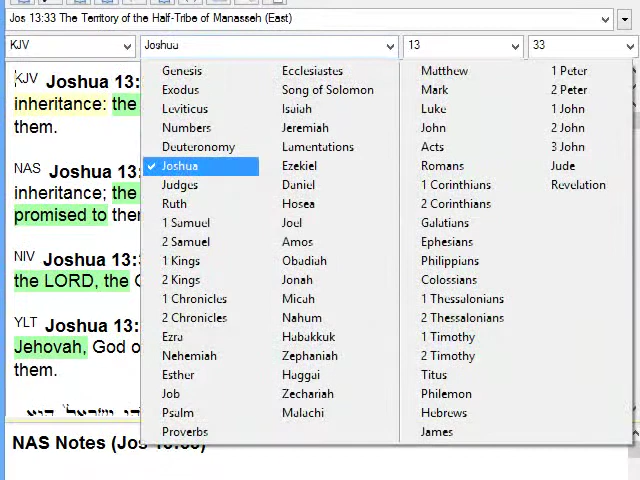 Jos 13:33 The Territory of the Half-Tribe of Manasseh (East)
KJV Joshua 13 33
KJV Joshua 13:
inheritance: the
them.
NAS Joshua 13:
inheritance; the
promised to them
NIV Joshua 13:
the LORD, the
YLT Joshua 13:
Jehovah, God o
them.
NAS Notes (Jos 13:33)
Genesis
Exodus
Leviticus
Numbers
Deuteronomy
Joshua
Judges
Ruth
1 Samuel
2 Samuel
1 Kings
2 Kings
1 Chronicles
2 Chronicles
Ezra
Nehemiah
Esther
Job
Psalm
Proverbs
Ecclesiastes
Song of Solomon
Isaiah
Jeremiah
Lamentations
Ezekiel
Daniel
Hosea
Joel
Amos
Obadiah
Jonah
Micah
Nahum
Habakkuk
Zephaniah
Haggai
Zechariah
Malachi
Matthew
Mark
Luke
John
Acts
Romans
1 Corinthians
2 Corinthians
Galatians
Ephesians
Philippians
Colossians
1 Thessalonians
2 Thessalonians
1 Timothy
2 Timothy
Titus
Philemon
Hebrews
James
1 Peter
2 Peter
1 John
2 John
3 John
Jude
Revelation